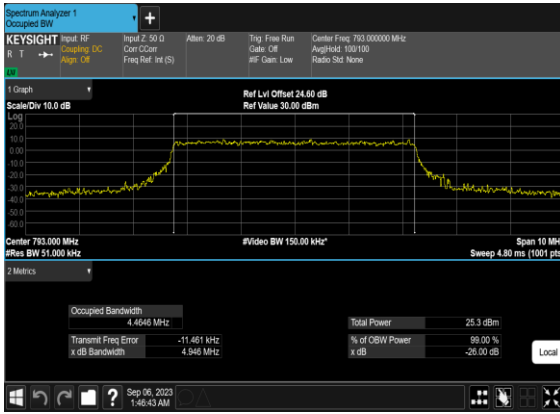 Spectrum Analyzer 1
Occupied BW
+
KEYSIGHT
R T
LW
Input: RF
Coupling: DC
Align: Off
Input Z: 50 Ω
Corr CCorr
Freq Ref: Int (S)
Atten: 20 dB
Trig: Free Run
Gate: Off
#IF Gain: Low
Center Freq: 793.000000 MHz
Avg|Hold: 100/100
Radio Std: None
1 Graph
Scale/Div 10.0 dB
Ref Lvl Offset 24.60 dB
Ref Value 30.00 dBm
Log
20.0
10.0
0.00
-10.0
-20.0
-30.0
-40.0
-50.0
-60.0
Center 793.000 MHz
#Res BW 51.000 kHz
#Video BW 150.00 kHz*
Span 10 MH
Sweep 4.80 ms (1001 pts
2 Metrics
Occupied Bandwidth
4.4646 MHz
Transmit Freq Error -11.461 kHz
x dB Bandwidth 4.946 MHz
Total Power 25.3 dBm
% of OBW Power 99.00 %
x dB -26.00 dB
Local
?
Sep 06, 2023
1:46:43 AM